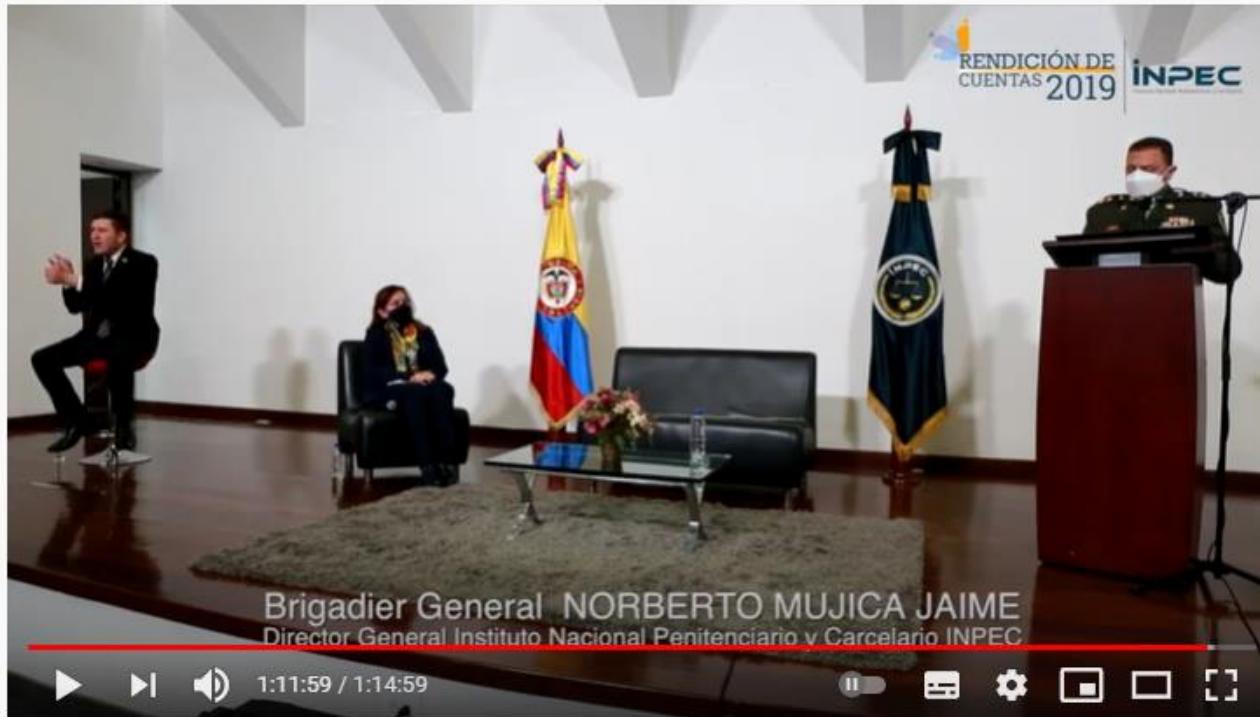 RENDICIÓN DE
CUENTAS 2019
INPEC
INPEC
Brigadier General NORBERTO MUJICA JAIME
Director General Instituto Nacional Penitenciario y Carcelario INPEC
1:11:59 / 1:14:59